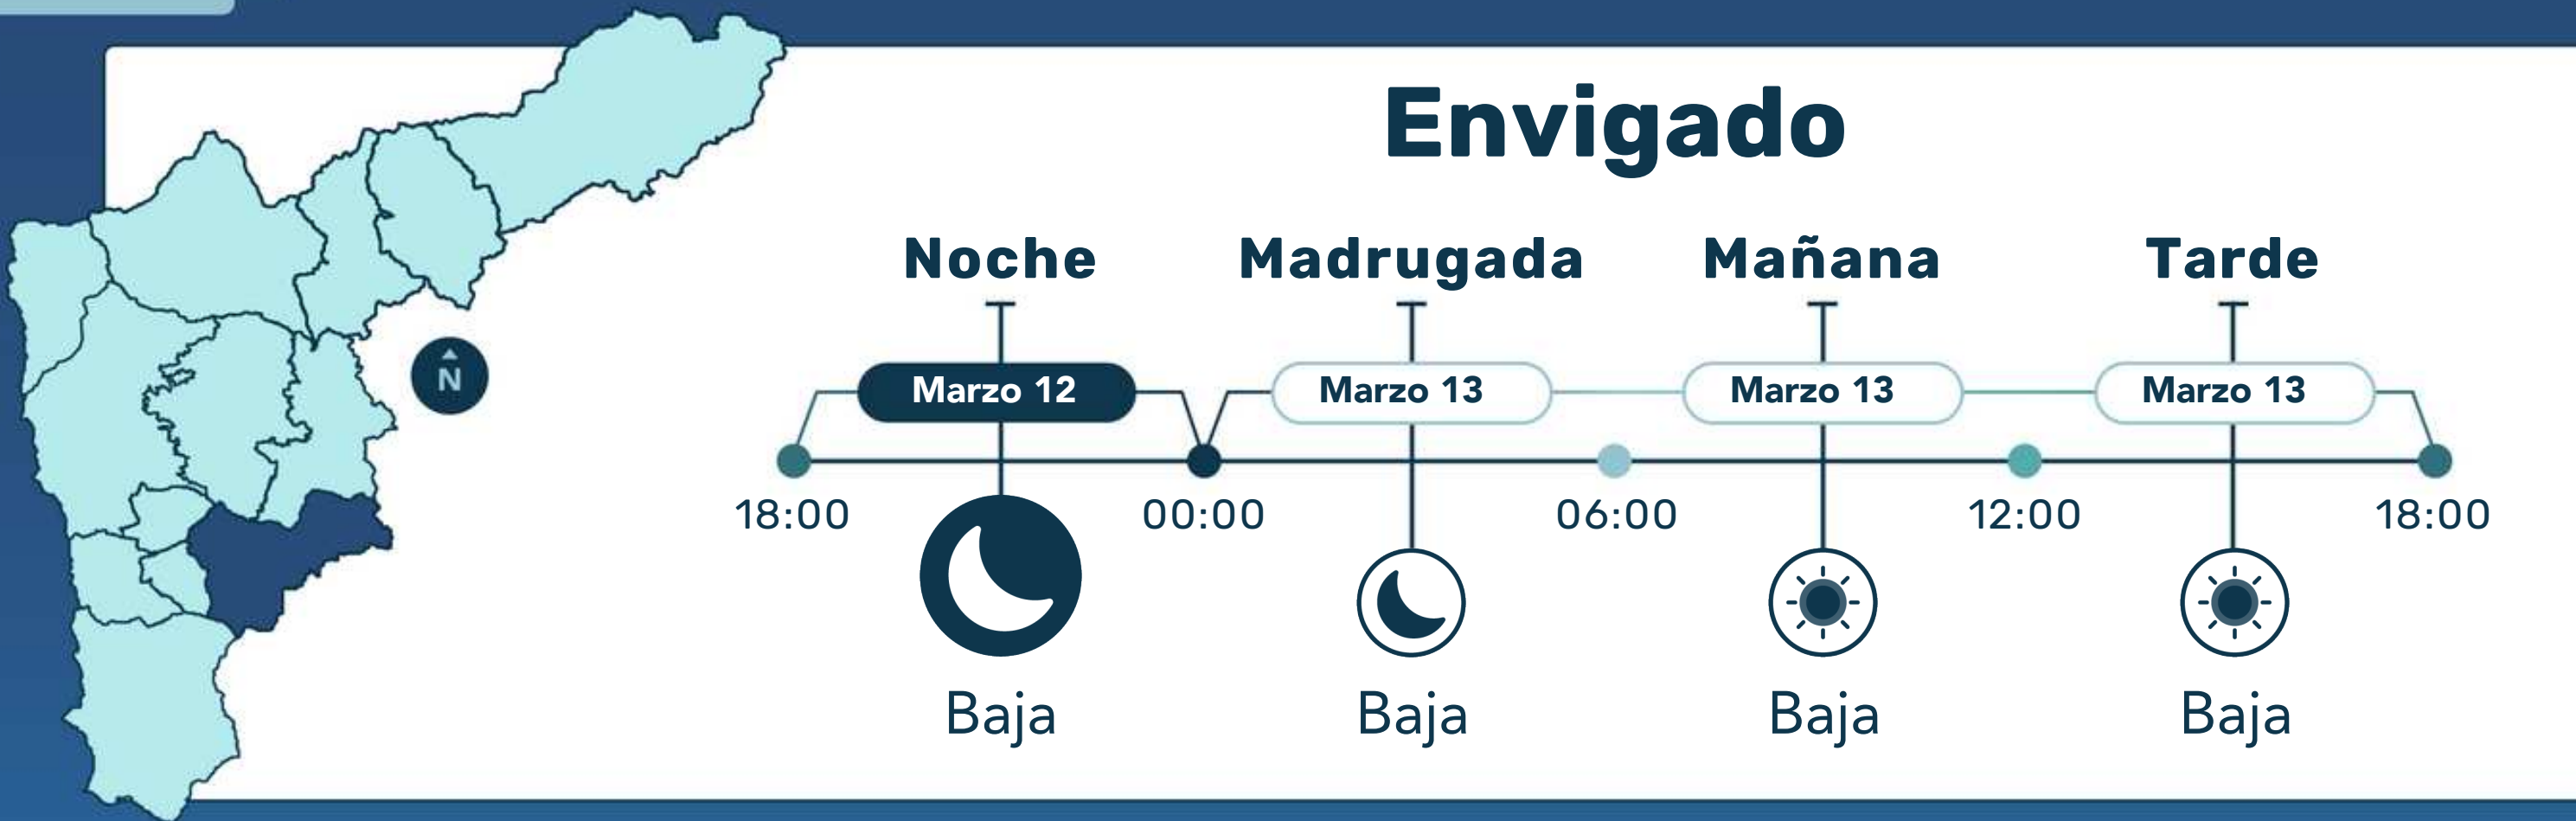 Envigado
Noche Madrugada Mañana Tarde
N
Marzo 12 Marzo 13 Marzo 13 Marzo 13
18:00 00:00 06:00 12:00 18:00
Baja Baja Baja Baja